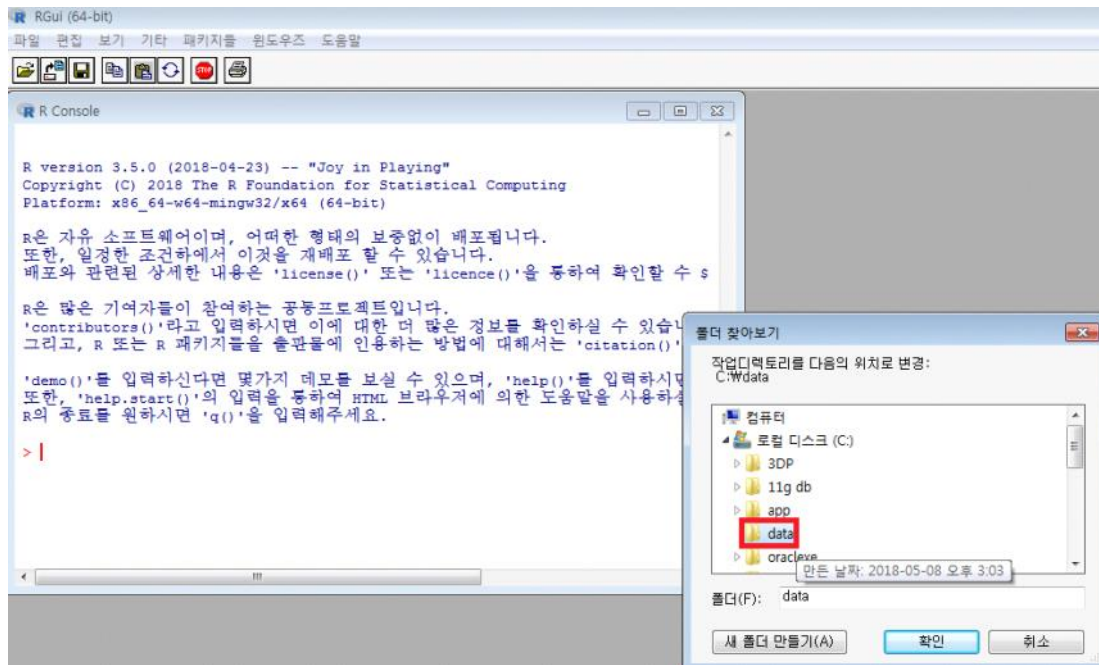 RGui (64-bit)
파일 편집 보기 기타 패키지들 윈도우즈 도움말
STOP
R Console
R version 3.5.0 (2018-04-23) -- "Joy in Playing"
Copyright (C) 2018 The R Foundation for Statistical Computing
Platform: x86_64-w64-mingw32/x64 (64-bit)
R은 자유 소프트웨어이며, 어떠한 형태의 보증없이 배포됩니다.
또한, 일정한 조건하에서 이것을 재배포 할 수 있습니다.
배포와 관련된 상세한 내용은 'license()' 또는 'licence()'을 통하여 확인할 수 $
R은 많은 기여자들이 참여하는 공동프로젝트입니다.
'contributors()'라고 입력하시면 이에 대한 더 많은 정보를 확인하실 수 있습
그리고, R 또는 R 패키지들을 출판물에 인용하는 방법에 대해서는 'citation()'
'demo()'를 입력하신다면 몇가지 데모를 보실 수 있으며, 'help()'를 입력하시
또한, 'help.start()'의 입력을 통하여 HTML 브라우저에 의한 도움말을 사용하
R의 종료를 원하시면 'q()'을 입력해주세요.
>
폴더 찾아보기
작업디렉토리를 다음의 위치로 변경:
C:₩data
컴퓨터
로컬 디스크 (C:)
3DP
11g db
app
data
oraclexe
만든 날짜: 2018-05-08 오후 3:03
폴더(F): data
새 폴더 만들기(A) 확인 취소